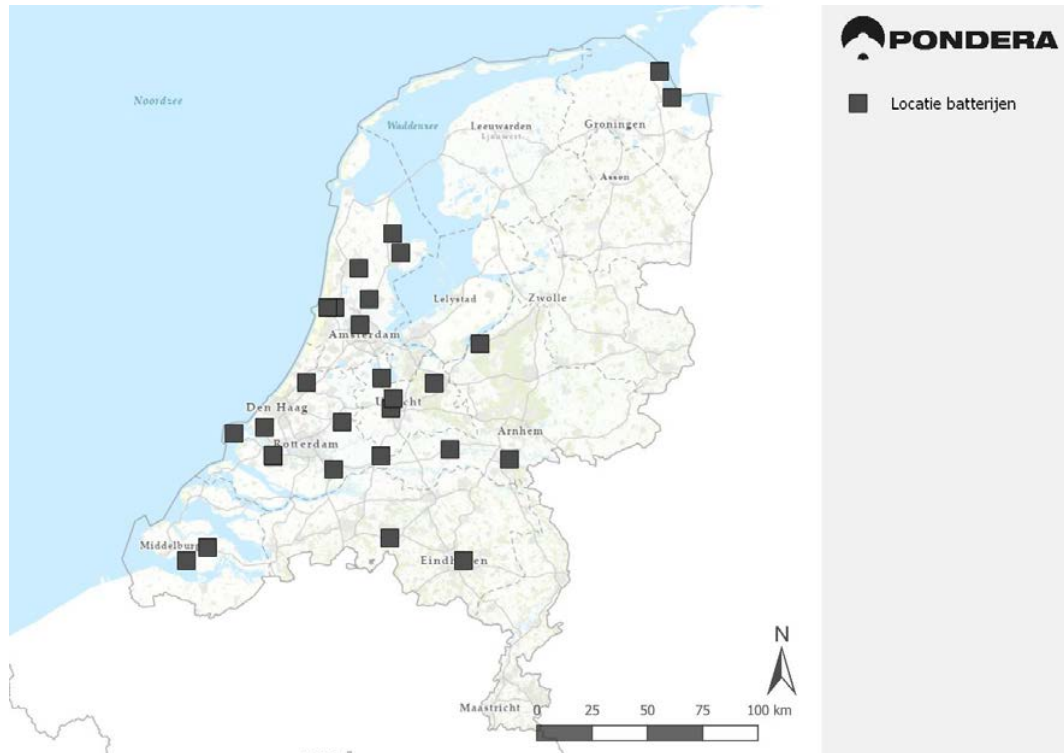 PONDERA
Locatie batterijen
Noordzee
Waddenzee
Leeuwarden
Ljouwert
Groningen
Assen
Lelystad
Zwolle
Amsterdam
Den Haag
Rotterdam
Arnhem
Middelburg
Maastricht
N
0 25 50 75 100 km